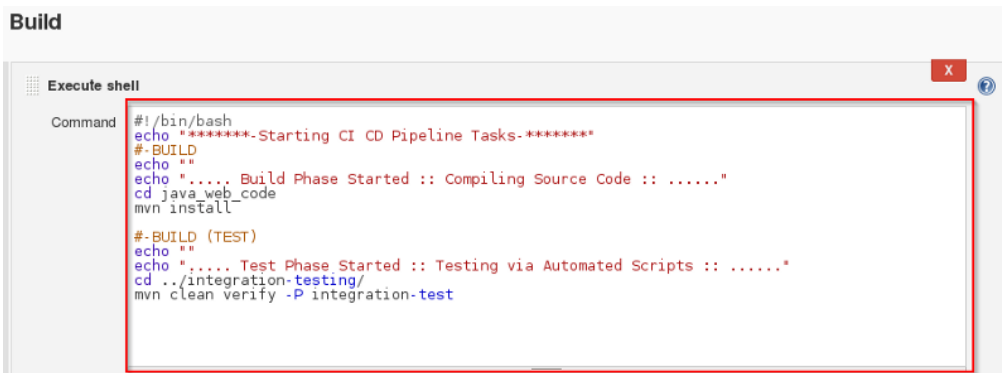 Build
X
Execute shell
Command
#!/bin/bash
echo "*******-Starting CI CD Pipeline Tasks-*******"
#-BUILD
echo ""
echo "..... Build Phase Started :: Compiling Source Code :: ......"
cd java_web_code
mvn install
#-BUILD (TEST)
echo ""
echo "..... Test Phase Started :: Testing via Automated Scripts :: ......"
cd ../integration-testing/
mvn clean verify -P integration-test